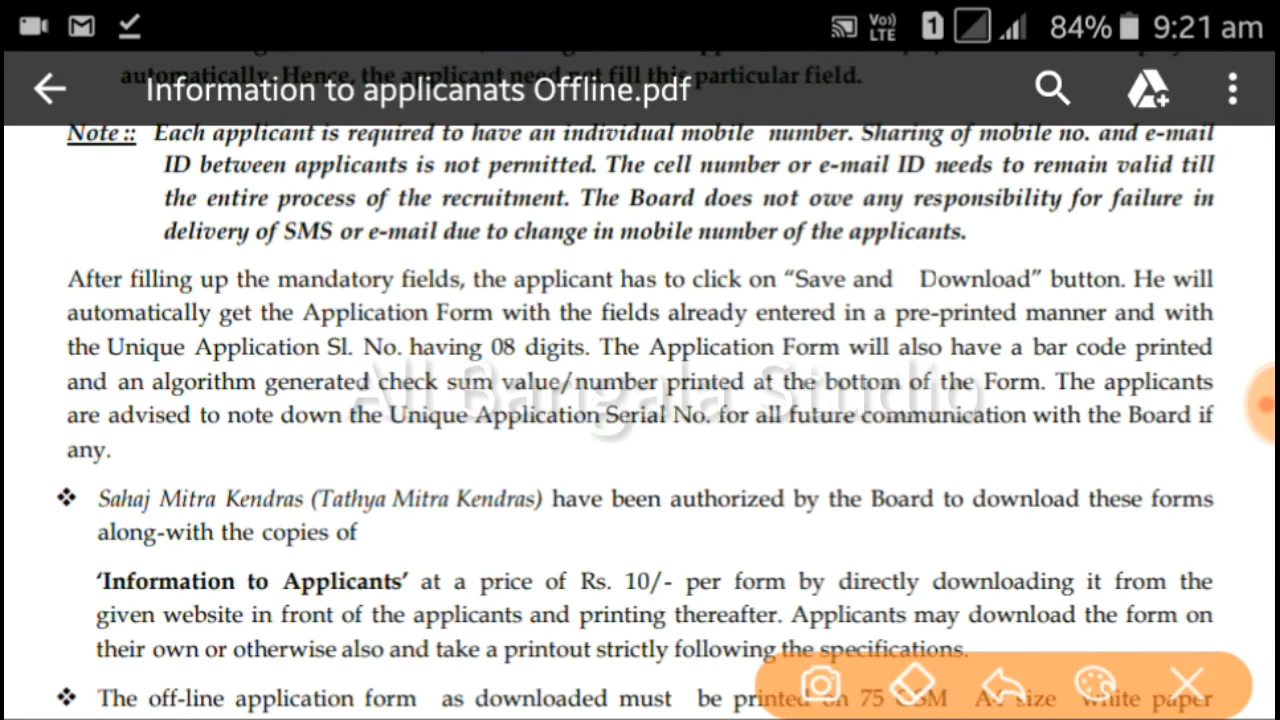 Vo))
LTE
1
84%
9:21 am
automatically. Hence, the applicant need not fill this particular field.
Information to applicanats Offline.pdf
Note :: Each applicant is required to have an individual mobile number. Sharing of mobile no. and e-mail
ID between applicants is not permitted. The cell number or e-mail ID needs to remain valid till
the entire process of the recruitment. The Board does not owe any responsibility for failure in
delivery of SMS or e-mail due to change in mobile number of the applicants.
After filling up the mandatory fields, the applicant has to click on “Save and Download” button. He will
automatically get the Application Form with the fields already entered in a pre-printed manner and with
the Unique Application Sl. No. having 08 digits. The Application Form will also have a bar code printed
and an algorithm generated check sum value/number printed at the bottom of the Form. The applicants
All Bangala Studio
are advised to note down the Unique Application Serial No. for all future communication with the Board if
any.
❖ Sahaj Mitra Kendras (Tathya Mitra Kendras) have been authorized by the Board to download these forms
along-with the copies of
‘Information to Applicants’ at a price of Rs. 10/- per form by directly downloading it from the
given website in front of the applicants and printing thereafter. Applicants may download the form on
their own or otherwise also and take a printout strictly following the specifications.
❖ The off-line application form as downloaded must be printed on 75 GSM A4 size white paper